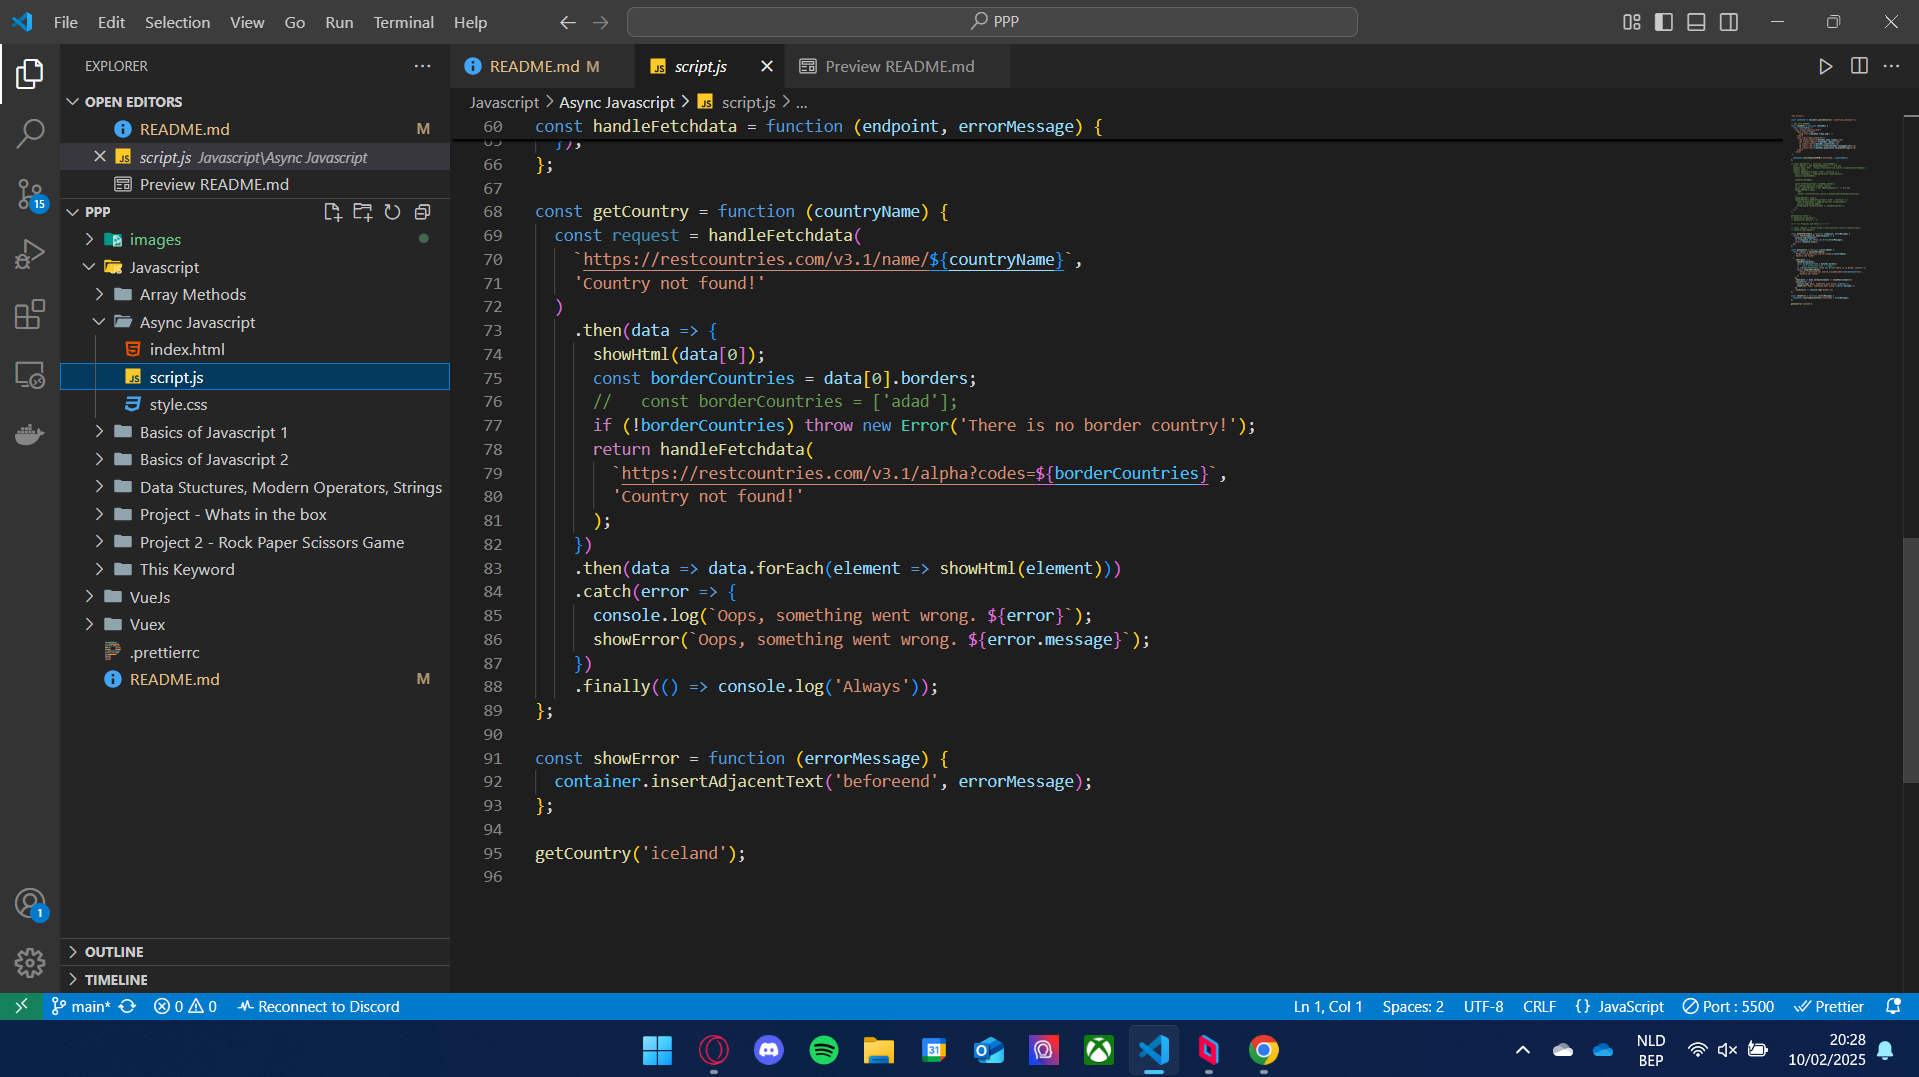 File Edit Selection View Go Run Terminal Help
PPP
EXPLORER
OPEN EDITORS
README.md M
script.js Javascript\Async Javascript
Preview README.md
PPP
images
Javascript
Array Methods
Async Javascript
index.html
script.js
style.css
Basics of Javascript 1
Basics of Javascript 2
Data Stuctures, Modern Operators, Strings
Project - Whats in the box
Project 2 - Rock Paper Scissors Game
This Keyword
VueJs
Vuex
.prettierrc
README.md M
OUTLINE
TIMELINE
15
1
README.md M script.js Preview README.md
Javascript > Async Javascript > script.js > ...
60 const handleFetchdata = function (endpoint, errorMessage) {
65 });
66 };
67
68 const getCountry = function (countryName) {
69 const request = handleFetchdata(
70 `https://restcountries.com/v3.1/name/${countryName}`,
71 'Country not found!'
72 )
73 .then(data => {
74 showHtml(data[0]);
75 const borderCountries = data[0].borders;
76 // const borderCountries = ['adad'];
77 if (!borderCountries) throw new Error('There is no border country!');
78 return handleFetchdata(
79 `https://restcountries.com/v3.1/alpha?codes=${borderCountries}`,
80 'Country not found!'
81 );
82 })
83 .then(data => data.forEach(element => showHtml(element)))
84 .catch(error => {
85 console.log(`Oops, something went wrong. ${error}`);
86 showError(`Oops, something went wrong. ${error.message}`);
87 })
88 .finally(() => console.log('Always'));
89 };
90
91 const showError = function (errorMessage) {
92 container.insertAdjacentText('beforeend', errorMessage);
93 };
94
95 getCountry('iceland');
96
main* 0 0 Reconnect to Discord
Ln 1, Col 1 Spaces: 2 UTF-8 CRLF {} JavaScript Port : 5500 Prettier
31
NLD
BEP
20:28
10/02/2025